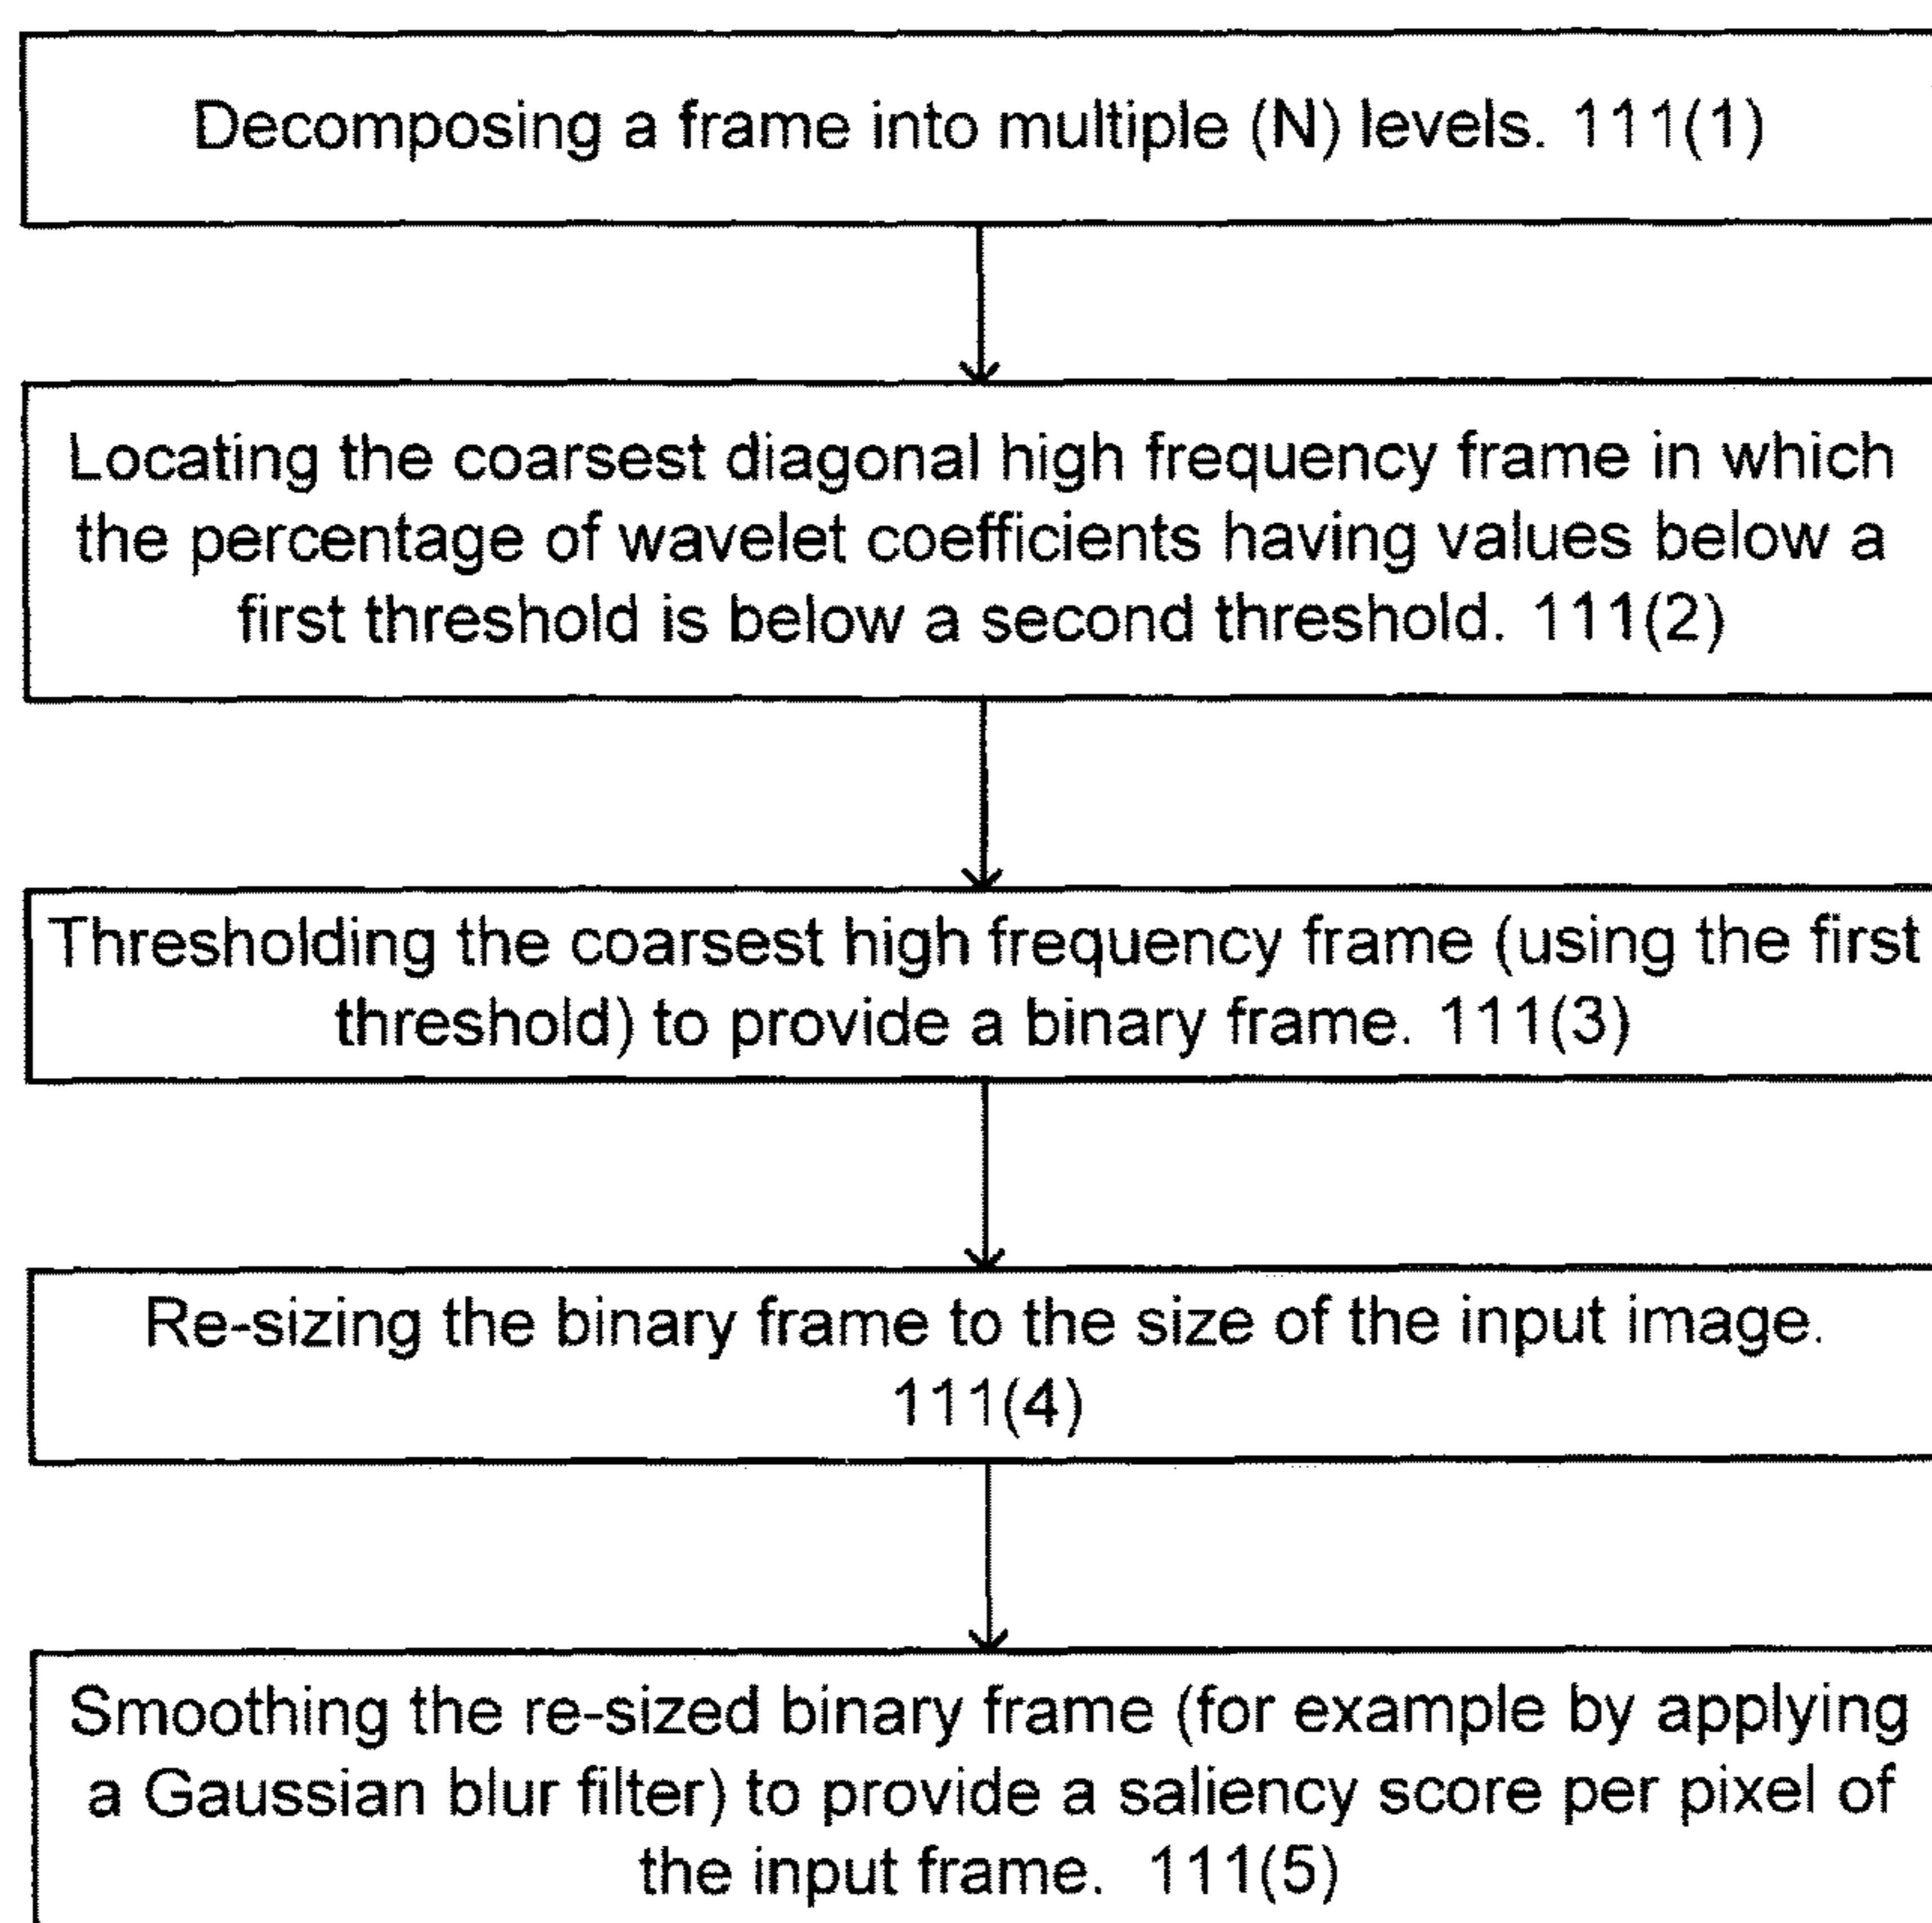 Decomposing a frame into multiple (N) levels. 111(1)
Locating the coarsest diagonal high frequency frame in which
the percentage of wavelet coefficients having values below a
first threshold is below a second threshold. 111(2)
Thresholding the coarsest high frequency frame (using the first
threshold) to provide a binary frame. 111(3)
Re-sizing the binary frame to the size of the input image.
111(4)
Smoothing the re-sized binary frame (for example by applying
a Gaussian blur filter) to provide a saliency score per pixel of
the input frame. 111(5)